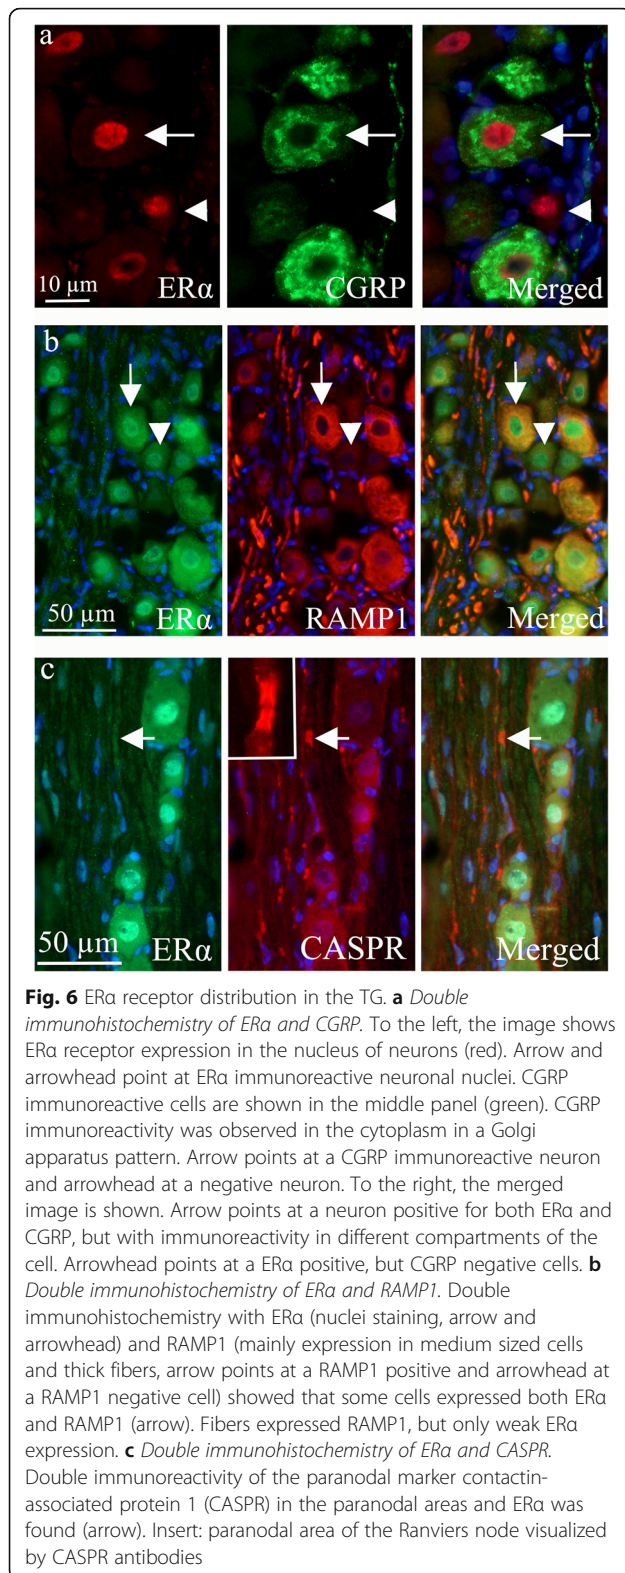 a
10 µm
ERα
CGRP
Merged
b
50 µm
ERα
RAMP1
Merged
c
50 µm
ERα
CASPR
Merged
Fig. 6 ERα receptor distribution in the TG. a Double
immunohistochemistry of ERα and CGRP. To the left, the image shows
ERα receptor expression in the nucleus of neurons (red). Arrow and
arrowhead point at ERα immunoreactive neuronal nuclei. CGRP
immunoreactive cells are shown in the middle panel (green). CGRP
immunoreactivity was observed in the cytoplasm in a Golgi
apparatus pattern. Arrow points at a CGRP immunoreactive neuron
and arrowhead at a negative neuron. To the right, the merged
image is shown. Arrow points at a neuron positive for both ERα and
CGRP, but with immunoreactivity in different compartments of the
cell. Arrowhead points at a ERα positive, but CGRP negative cells. b
Double immunohistochemistry of ERα and RAMP1. Double
immunohistochemistry with ERα (nuclei staining, arrow and
arrowhead) and RAMP1 (mainly expression in medium sized cells
and thick fibers, arrow points at a RAMP1 positive and arrowhead at
a RAMP1 negative cell) showed that some cells expressed both ERα
and RAMP1 (arrow). Fibers expressed RAMP1, but only weak ERα
expression. c Double immunohistochemistry of ERα and CASPR.
Double immunoreactivity of the paranodal marker contactin-
associated protein 1 (CASPR) in the paranodal areas and ERα was
found (arrow). Insert: paranodal area of the Ranviers node visualized
by CASPR antibodies